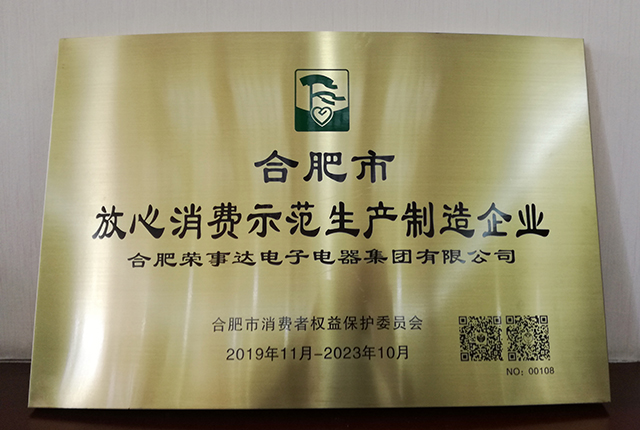 合肥市
放心消费示范生产制造企业
合肥荣事达电子电器集团有限公司
合肥市消费者权益保护委员会
2019年11月-2023年10月
NO：00108